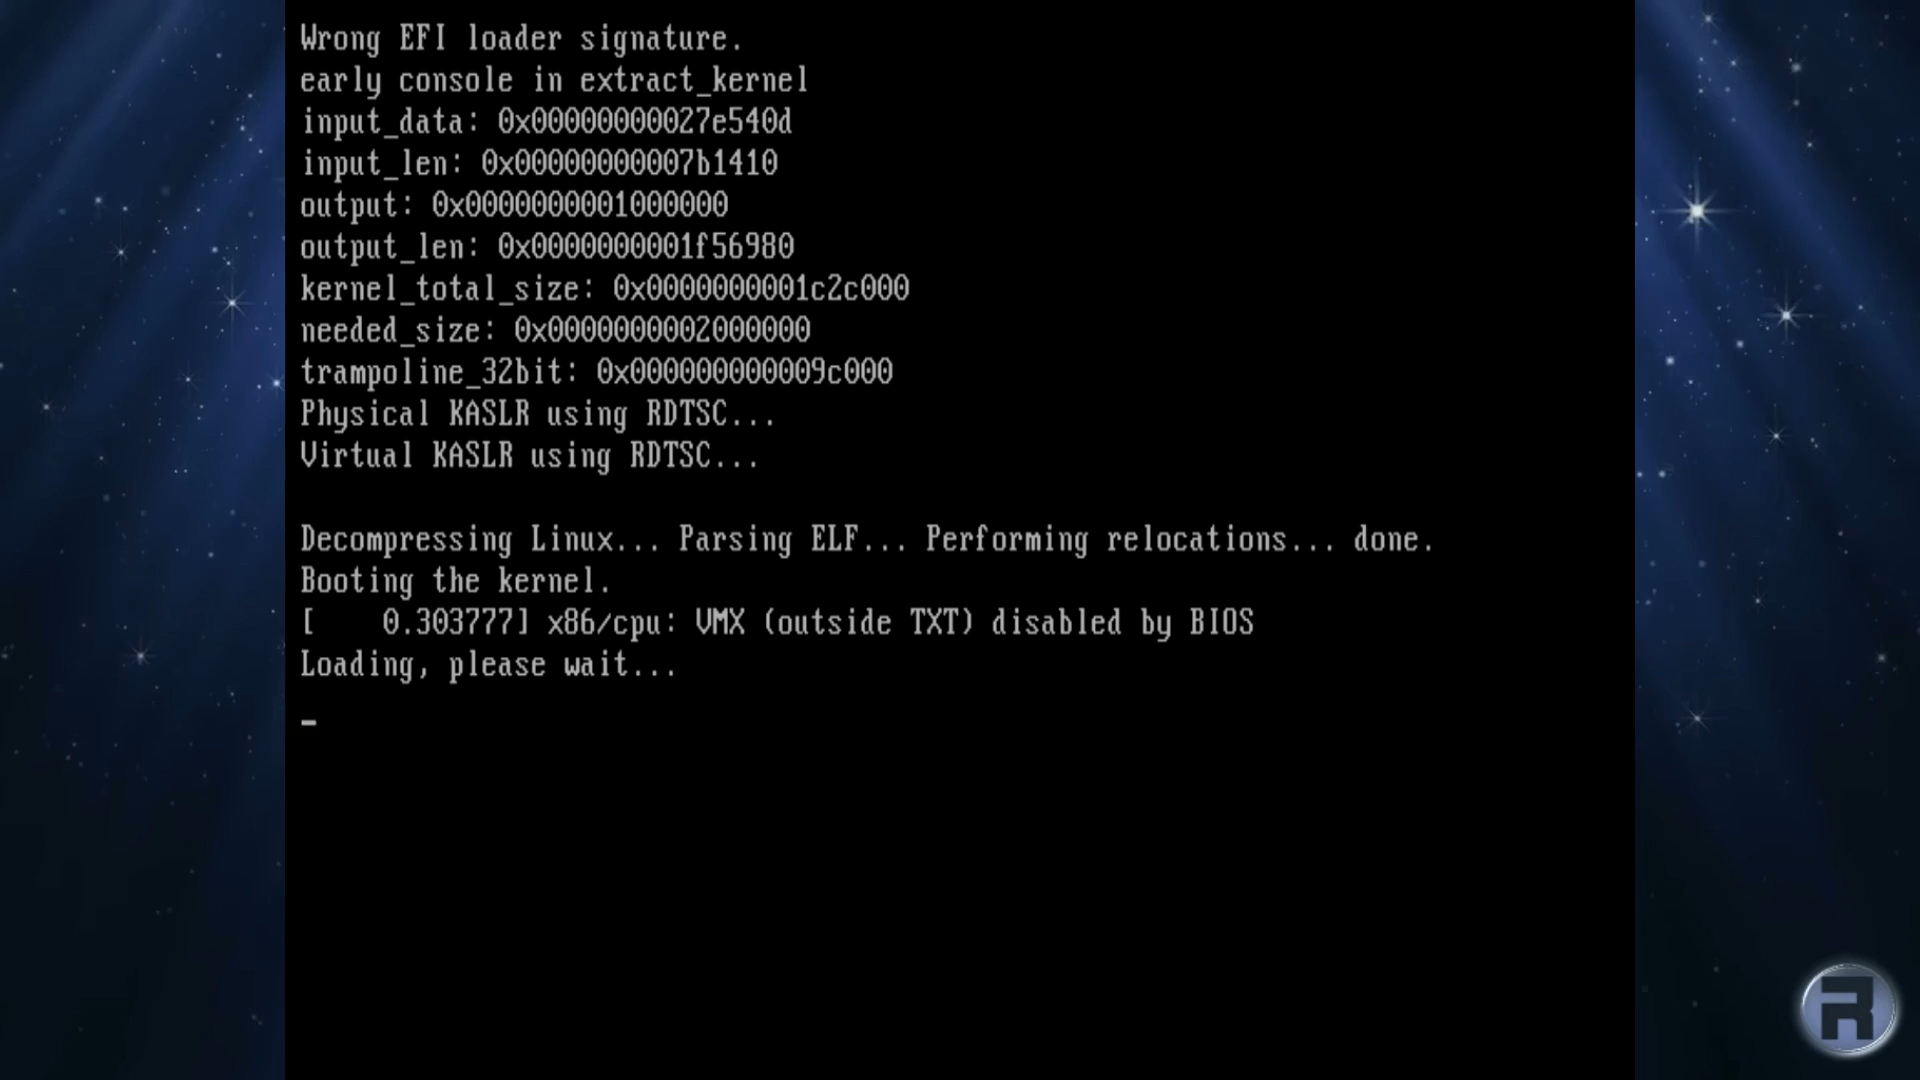 Wrong EFI loader signature.
early console in extract_kernel
input_data: 0x00000000027e540d
input_len: 0x00000000007b1410
output: 0x0000000001000000
output_len: 0x0000000001f56980
kernel_total_size: 0x0000000001c2c000
needed_size: 0x0000000002000000
trampoline_32bit: 0x000000000009c000
Physical KASLR using RDTSC...
Virtual KASLR using RDTSC...
Decompressing Linux... Parsing ELF... Performing relocations... done.
Booting the kernel.
[    0.303777] x86/cpu: VMX (outside TXT) disabled by BIOS
Loading, please wait...
_
R